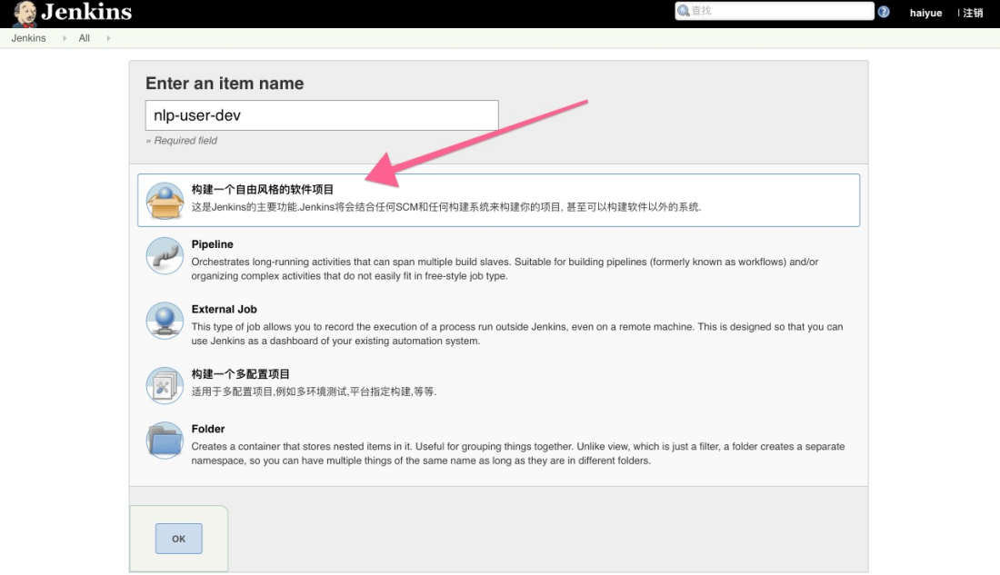 Jenkins
查找
haiyue
| 注销
Jenkins
All
Enter an item name
nlp-user-dev
» Required field
构建一个自由风格的软件项目
这是Jenkins的主要功能.Jenkins将会结合任何SCM和任何构建系统来构建你的项目, 甚至可以构建软件以外的系统.
Pipeline
Orchestrates long-running activities that can span multiple build slaves. Suitable for building pipelines (formerly known as workflows) and/or
organizing complex activities that do not easily fit in free-style job type.
External Job
This type of job allows you to record the execution of a process run outside Jenkins, even on a remote machine. This is designed so that you can
use Jenkins as a dashboard of your existing automation system.
构建一个多配置项目
适用于多配置项目,例如多环境测试,平台指定构建,等等.
Folder
Creates a container that stores nested items in it. Useful for grouping things together. Unlike view, which is just a filter, a folder creates a separate
namespace, so you can have multiple things of the same name as long as they are in different folders.
OK